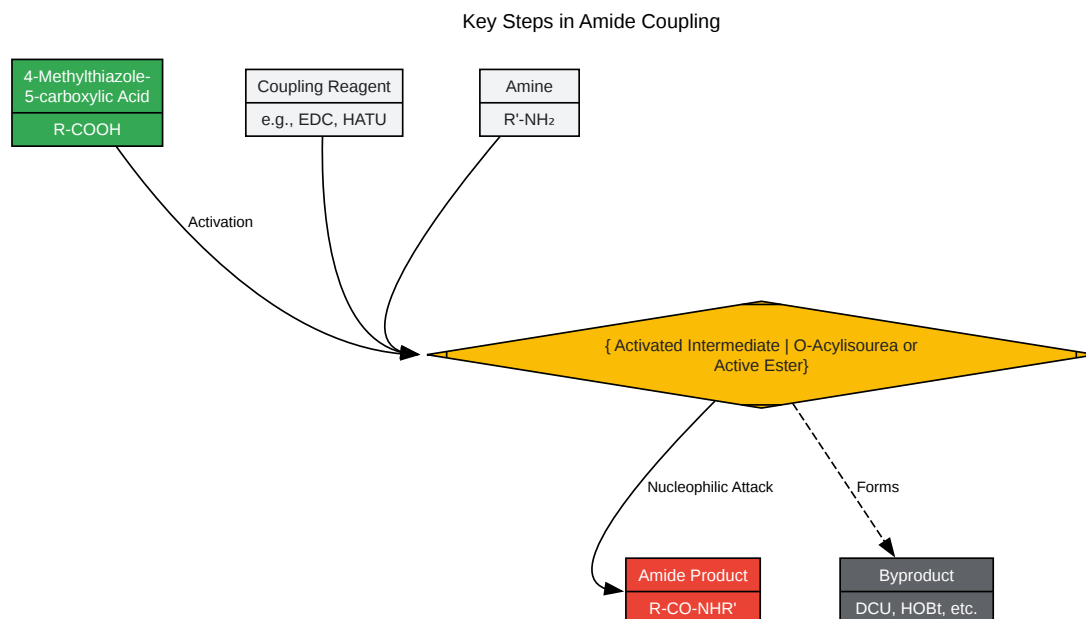 Key Steps in Amide Coupling
4-Methylthiazole-
5-carboxylic Acid
R-COOH
Coupling Reagent
e.g., EDC, HATU
Amine
R'-NH₂
Activation
{ Activated Intermediate | O-Acylisourea or
Active Ester}
Nucleophilic Attack
Forms
Amide Product
R-CO-NHR'
Byproduct
DCU, HOBt, etc.